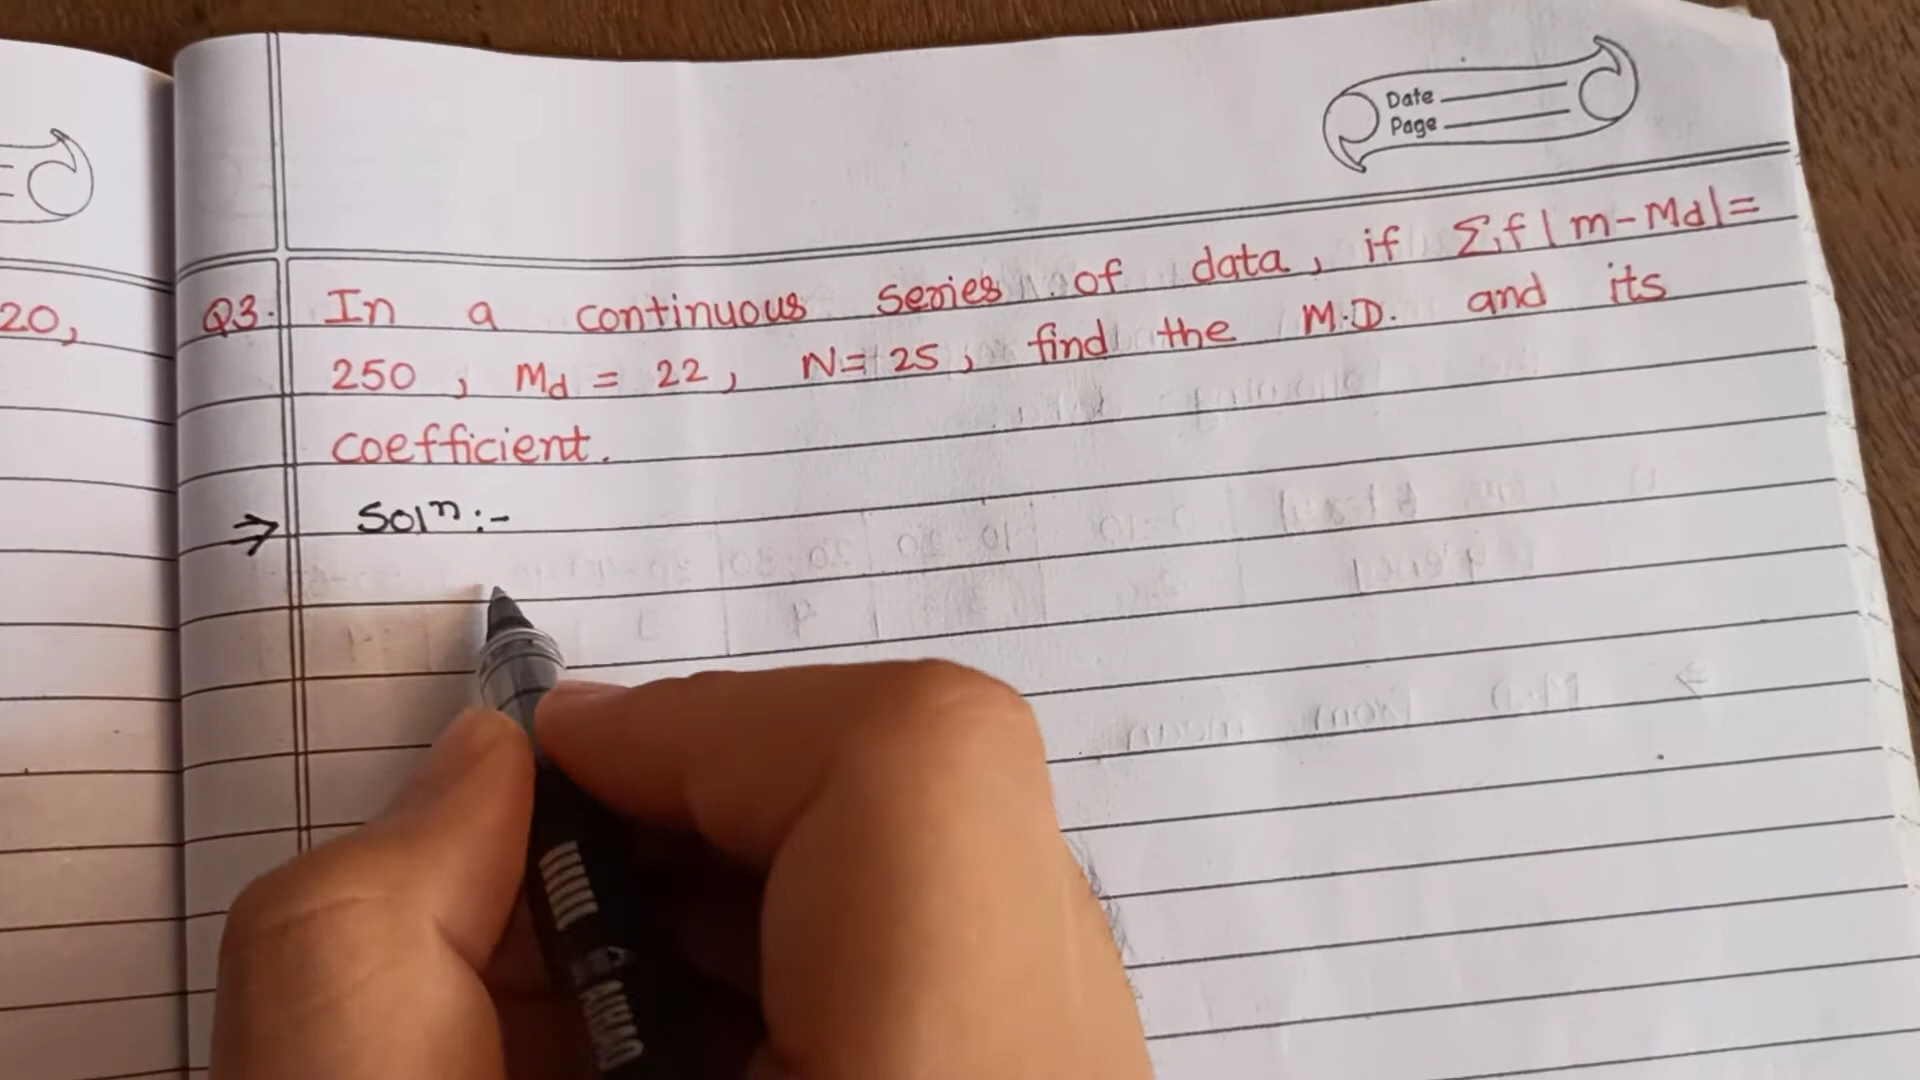 Date
Page
20,
Q3. In a continuous series of data, if Σf|m-Md|=
250, Md = 22, N=25, find the M.D. and its
coefficient.
⇒ Solⁿ:-